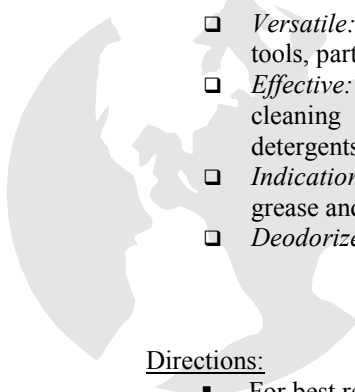 ❑ Versatile:
tools, part
❑ Effective:
cleaning
detergents
❑ Indication
grease and
❑ Deodorize
Directions:
▪ For best re